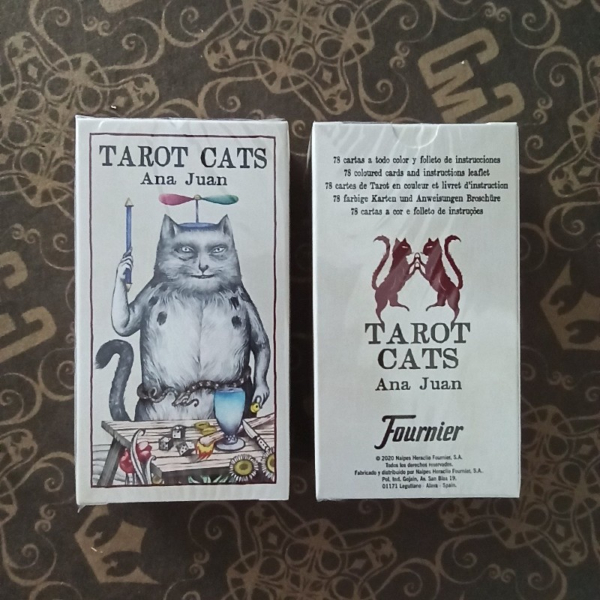 TAROT CATS
Ana Juan
78 cartas a todo color y folleto de instrucciones
78 coloured cards and instructions leaflet
78 cartes de Tarot en couleur et livret d'instruction
78 farbige Karten und Anweisungen Broschüre
78 cartas a cor e folleto de instruções
TAROT
CATS
Ana Juan
Fournier
© 2020 Naipes Heraclio Fournier, S.A.
Todos los derechos reservados.
Fabricado y distribuido por Naipes Heraclio Fournier, S.A.
Pol. Ind. Gojain, Av. San Blas 19.
01171 Legutiano - Alava - Spain.